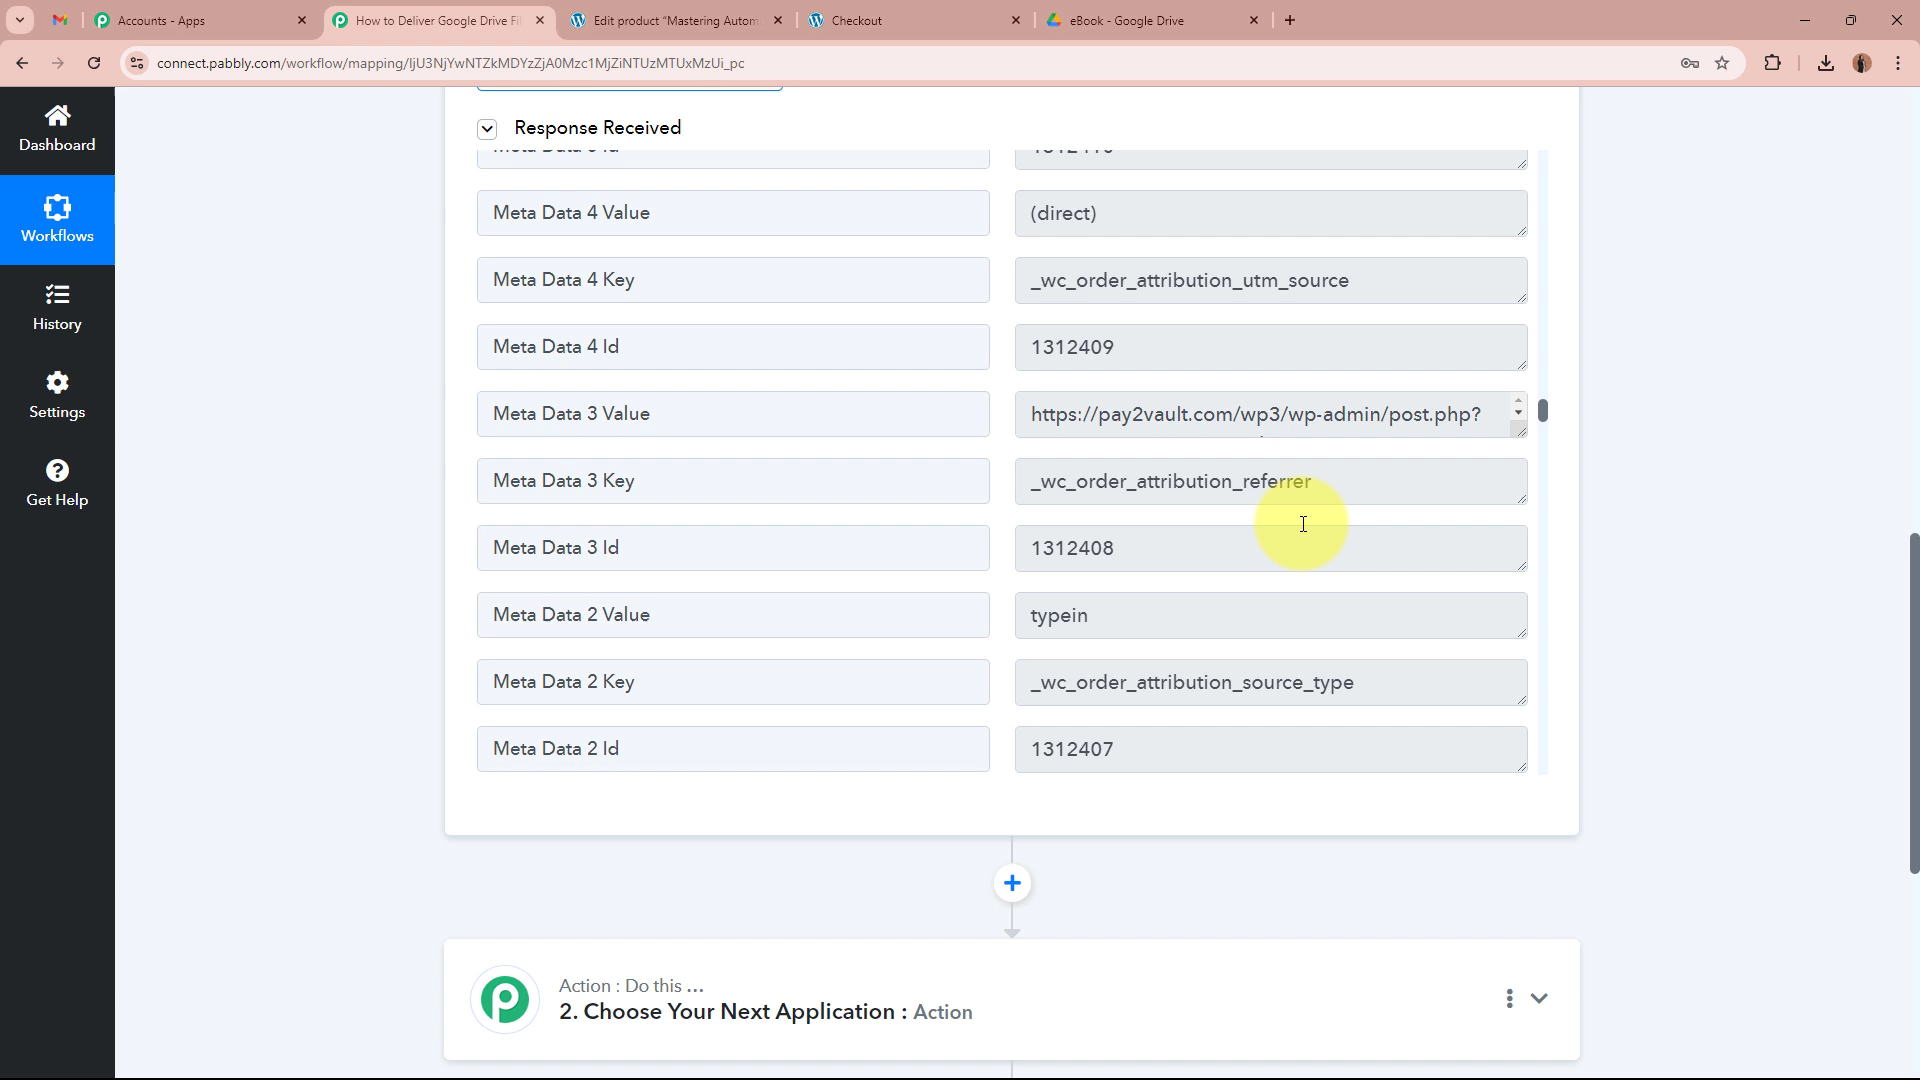 Accounts - Apps
How to Deliver Google Drive Fi
Edit product "Mastering Autom
Checkout
eBook - Google Drive
connect.pabbly.com/workflow/mapping/IjU3NjYwNTZkMDYzZjA0Mzc1MjZiNTUzMTUxMzUi_pc
Dashboard
Workflows
History
Settings
Get Help
Response Received
Meta Data 4 Value
(direct)
Meta Data 4 Key
_wc_order_attribution_utm_source
Meta Data 4 Id
1312409
Meta Data 3 Value
https://pay2vault.com/wp3/wp-admin/post.php?
Meta Data 3 Key
_wc_order_attribution_referrer
Meta Data 3 Id
1312408
Meta Data 2 Value
typein
Meta Data 2 Key
_wc_order_attribution_source_type
Meta Data 2 Id
1312407
Action : Do this ...
2. Choose Your Next Application : Action